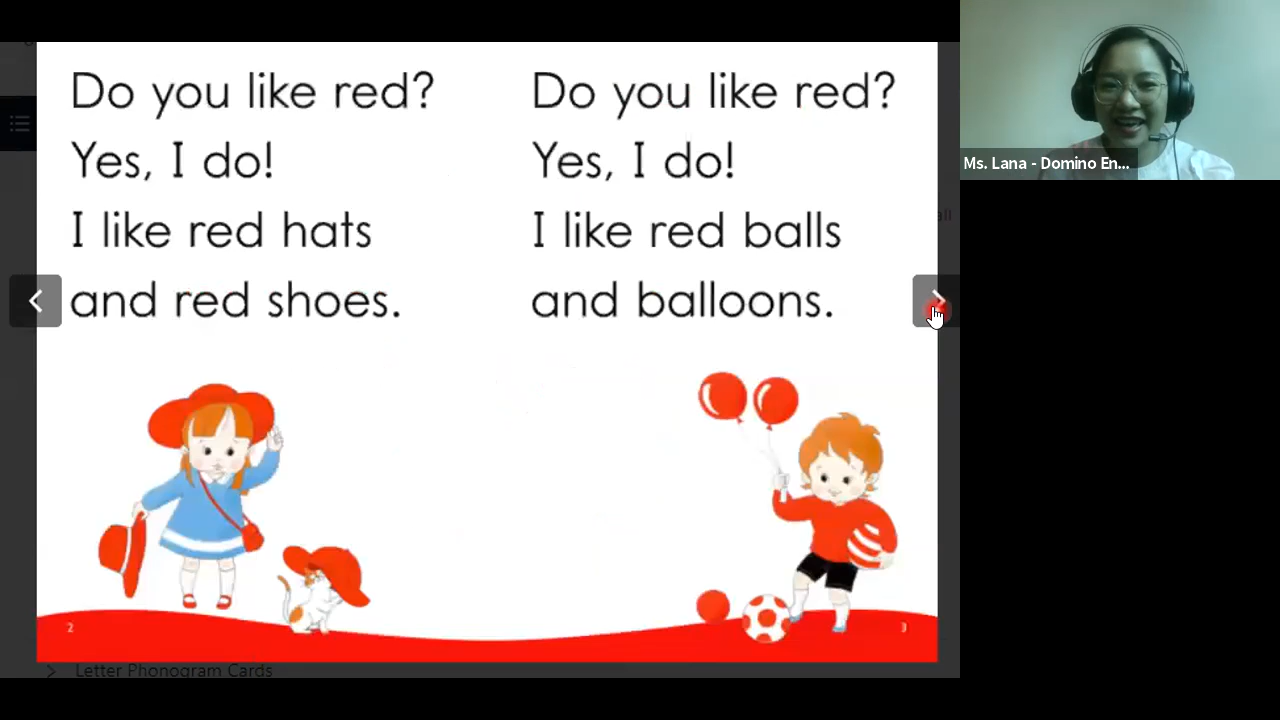 Do you like red?
Yes, I do!
I like red hats
and red shoes.
2
Do you like red?
Yes, I do!
I like red balls
and balloons.
3
Ms. Lana - Domino En...
all
Letter Phonogram Cards